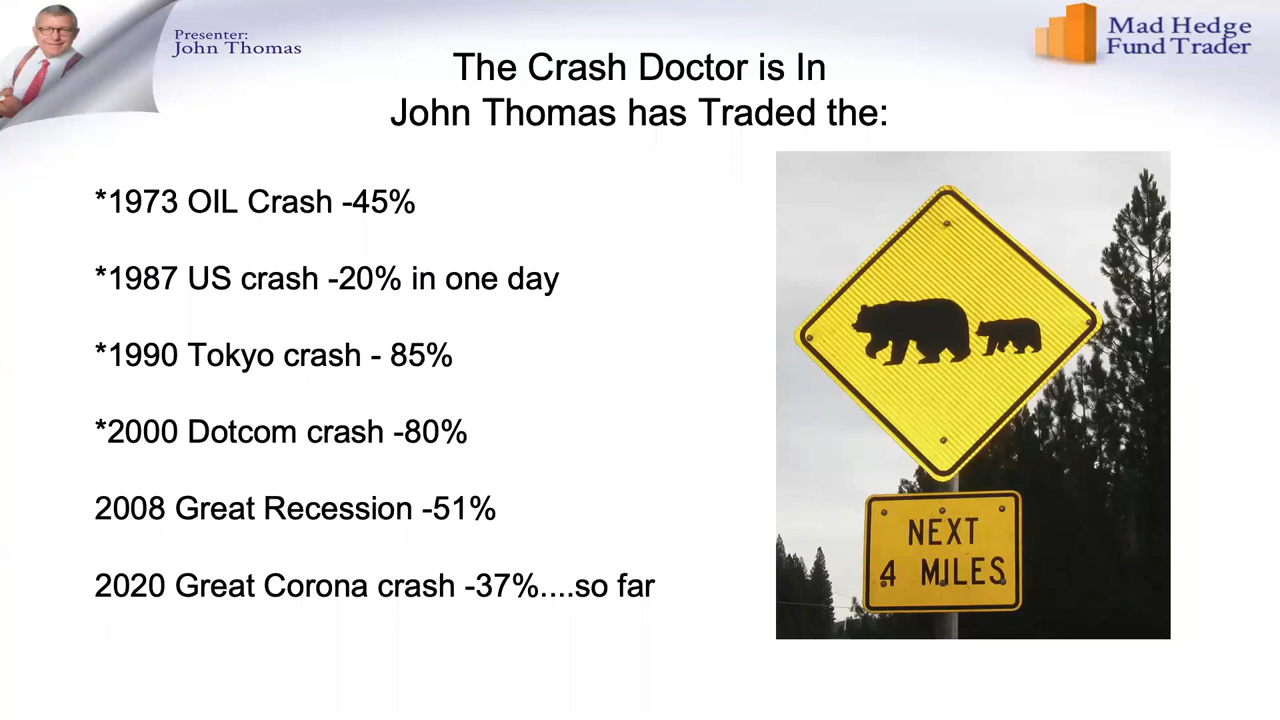 Presenter:
John Thomas
Mad Hedge
Fund Trader
The Crash Doctor is In
John Thomas has Traded the:
*1973 OIL Crash -45%
*1987 US crash -20% in one day
*1990 Tokyo crash - 85%
*2000 Dotcom crash -80%
2008 Great Recession -51%
2020 Great Corona crash -37%....so far
NEXT
4 MILES